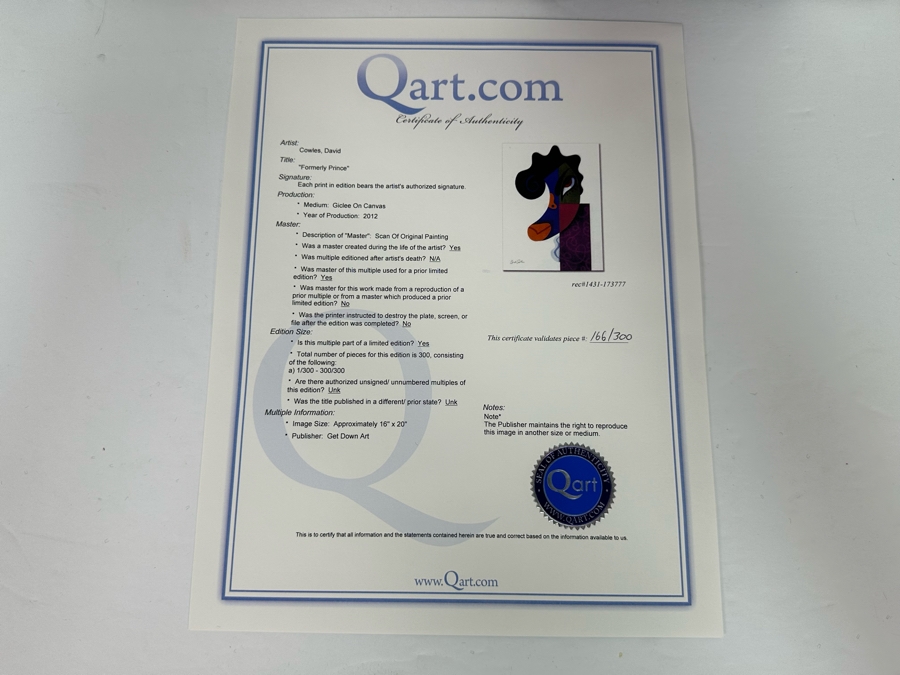 Qart.com
Certificate of Authenticity
Artist:
Cowles, David
Title:
"Formerly Prince"
Signature:
Each print in edition bears the artist's authorized signature.
Production:
* Medium: Giclee On Canvas
* Year of Production: 2012
Master:
* Description of "Master": Scan Of Original Painting
* Was a master created during the life of the artist? Yes
* Was multiple editioned after artist's death? N/A
* Was master of this multiple used for a prior limited
edition? Yes
* Was master for this work made from a reproduction of a
prior multiple or from a master which produced a prior
limited edition? No
* Was the printer instructed to destroy the plate, screen, or
file after the edition was completed? No
Edition Size:
* Is this multiple part of a limited edition? Yes
* Total number of pieces for this edition is 300, consisting
of the following:
a) 1/300 - 300/300
* Are there authorized unsigned/ unnumbered multiples of
this edition? Unk
* Was the title published in a different/ prior state? Unk
Multiple Information:
* Image Size: Approximately 16" x 20"
* Publisher: Get Down Art
rec#1431-173777
This certificate validates piece #: 166/300
Notes:
Note*
The Publisher maintains the right to reproduce
this image in another size or medium.
SEAL OF AUTHENTICITY
Qart
WWW.QART.COM
This is to certify that all information and the statements contained herein are true and correct based on the information available to us.
www.Qart.com